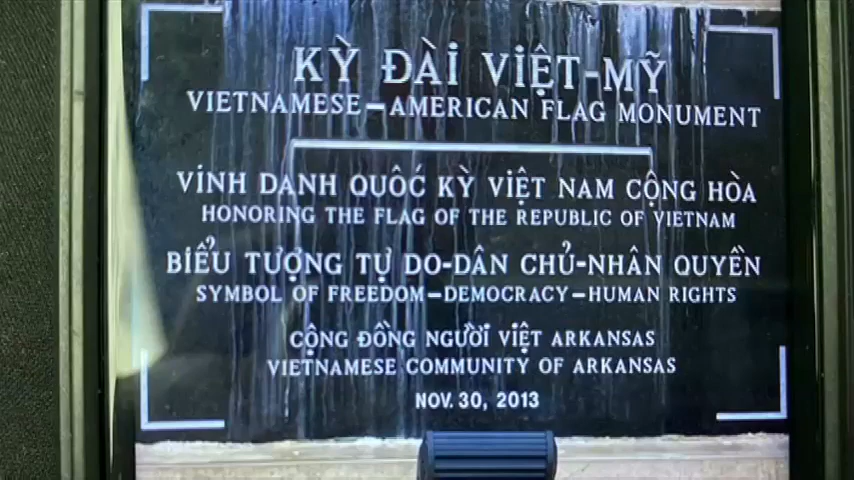 KỲ ĐÀI VIỆT-MỸ
VIETNAMESE-AMERICAN FLAG MONUMENT
VINH DANH QUỐC KỲ VIỆT NAM CỘNG HÒA
HONORING THE FLAG OF THE REPUBLIC OF VIETNAM
BIỂU TƯỢNG TỰ DO-DÂN CHỦ-NHÂN QUYỀN
SYMBOL OF FREEDOM-DEMOCRACY-HUMAN RIGHTS
CỘNG ĐỒNG NGƯỜI VIỆT ARKANSAS
VIETNAMESE COMMUNITY OF ARKANSAS
NOV. 30, 2013